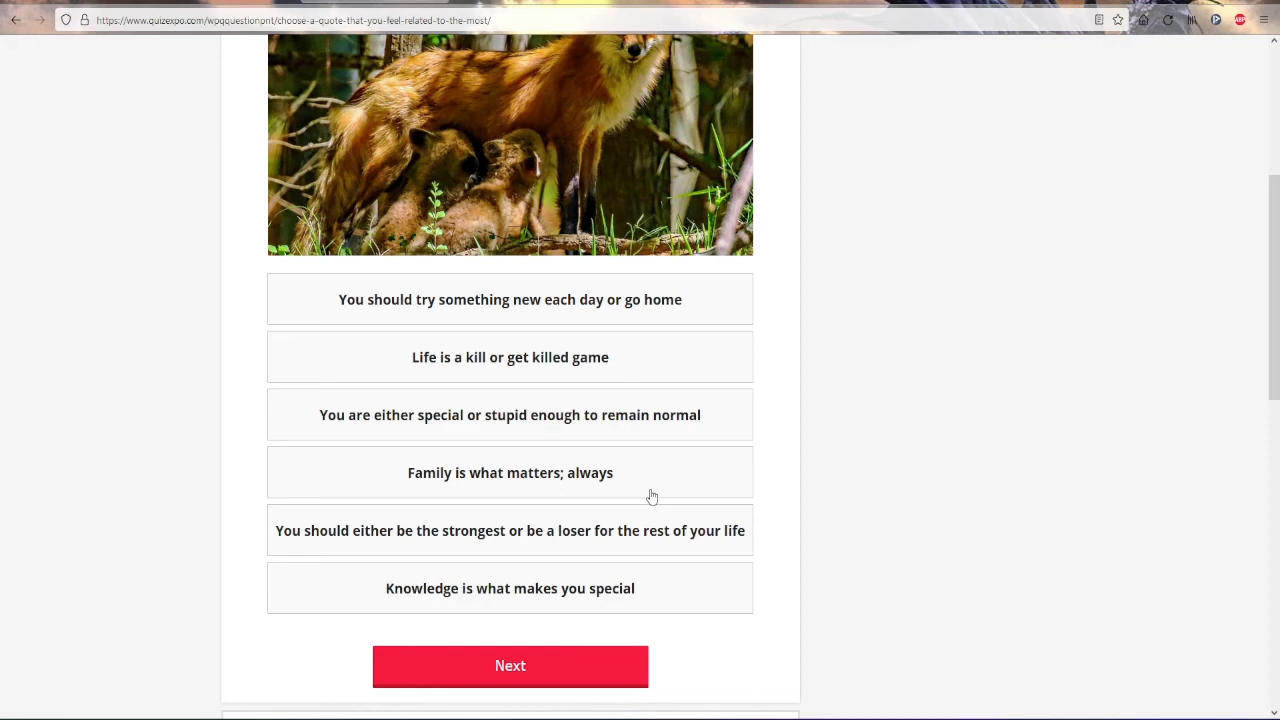 https://www.quizexpo.com/wpqquestionpnt/choose-a-quote-that-you-feel-related-to-the-most/
ABP
You should try something new each day or go home
Life is a kill or get killed game
You are either special or stupid enough to remain normal
Family is what matters; always
You should either be the strongest or be a loser for the rest of your life
Knowledge is what makes you special
Next